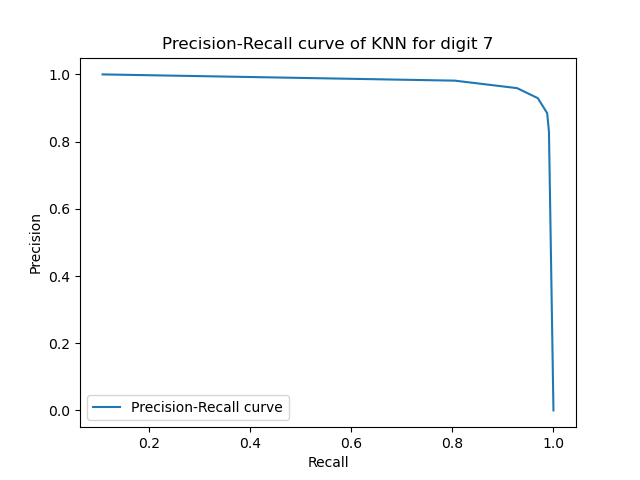 Precision-Recall curve of KNN for digit 7
1.0
0.8
0.6
0.4
0.2
0.0
Precision
Precision-Recall curve
0.2 0.4 0.6 0.8 1.0
Recall